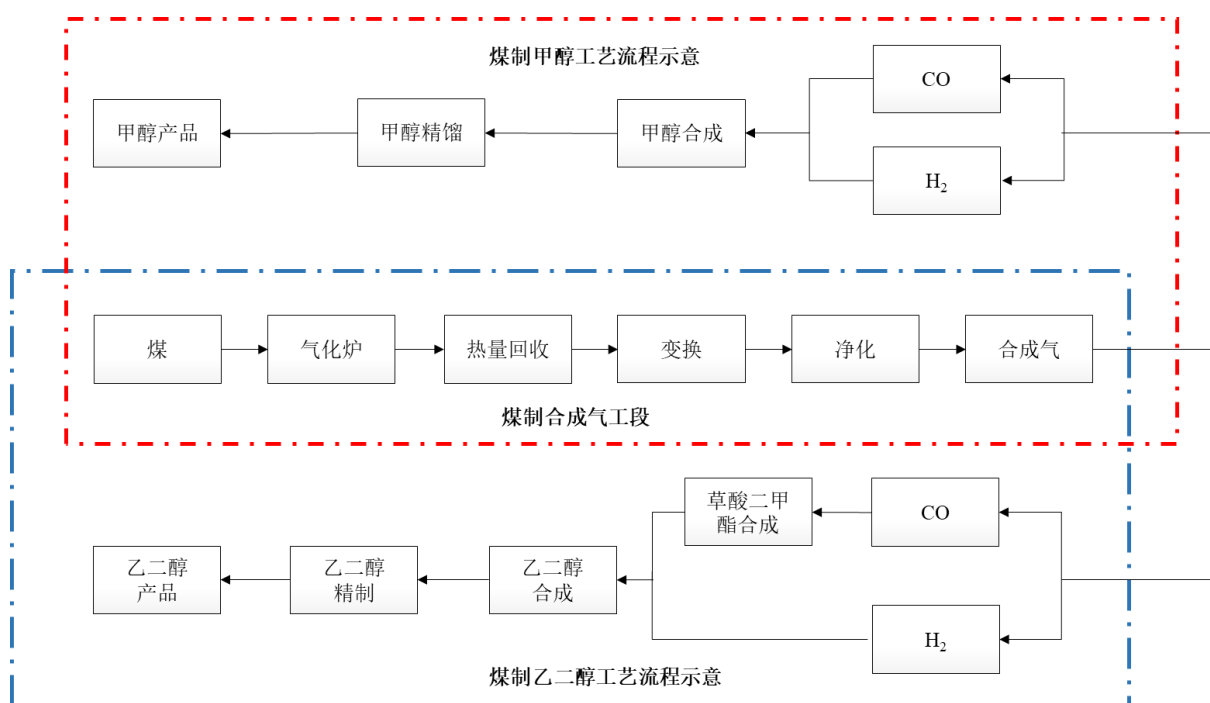 煤制甲醇工艺流程示意
甲醇产品
甲醇精馏
甲醇合成
CO
H₂
煤
气化炉
热量回收
变换
净化
合成气
煤制合成气工段
乙二醇
产品
乙二醇
精制
乙二醇
合成
草酸二甲
酯合成
CO
H₂
煤制乙二醇工艺流程示意